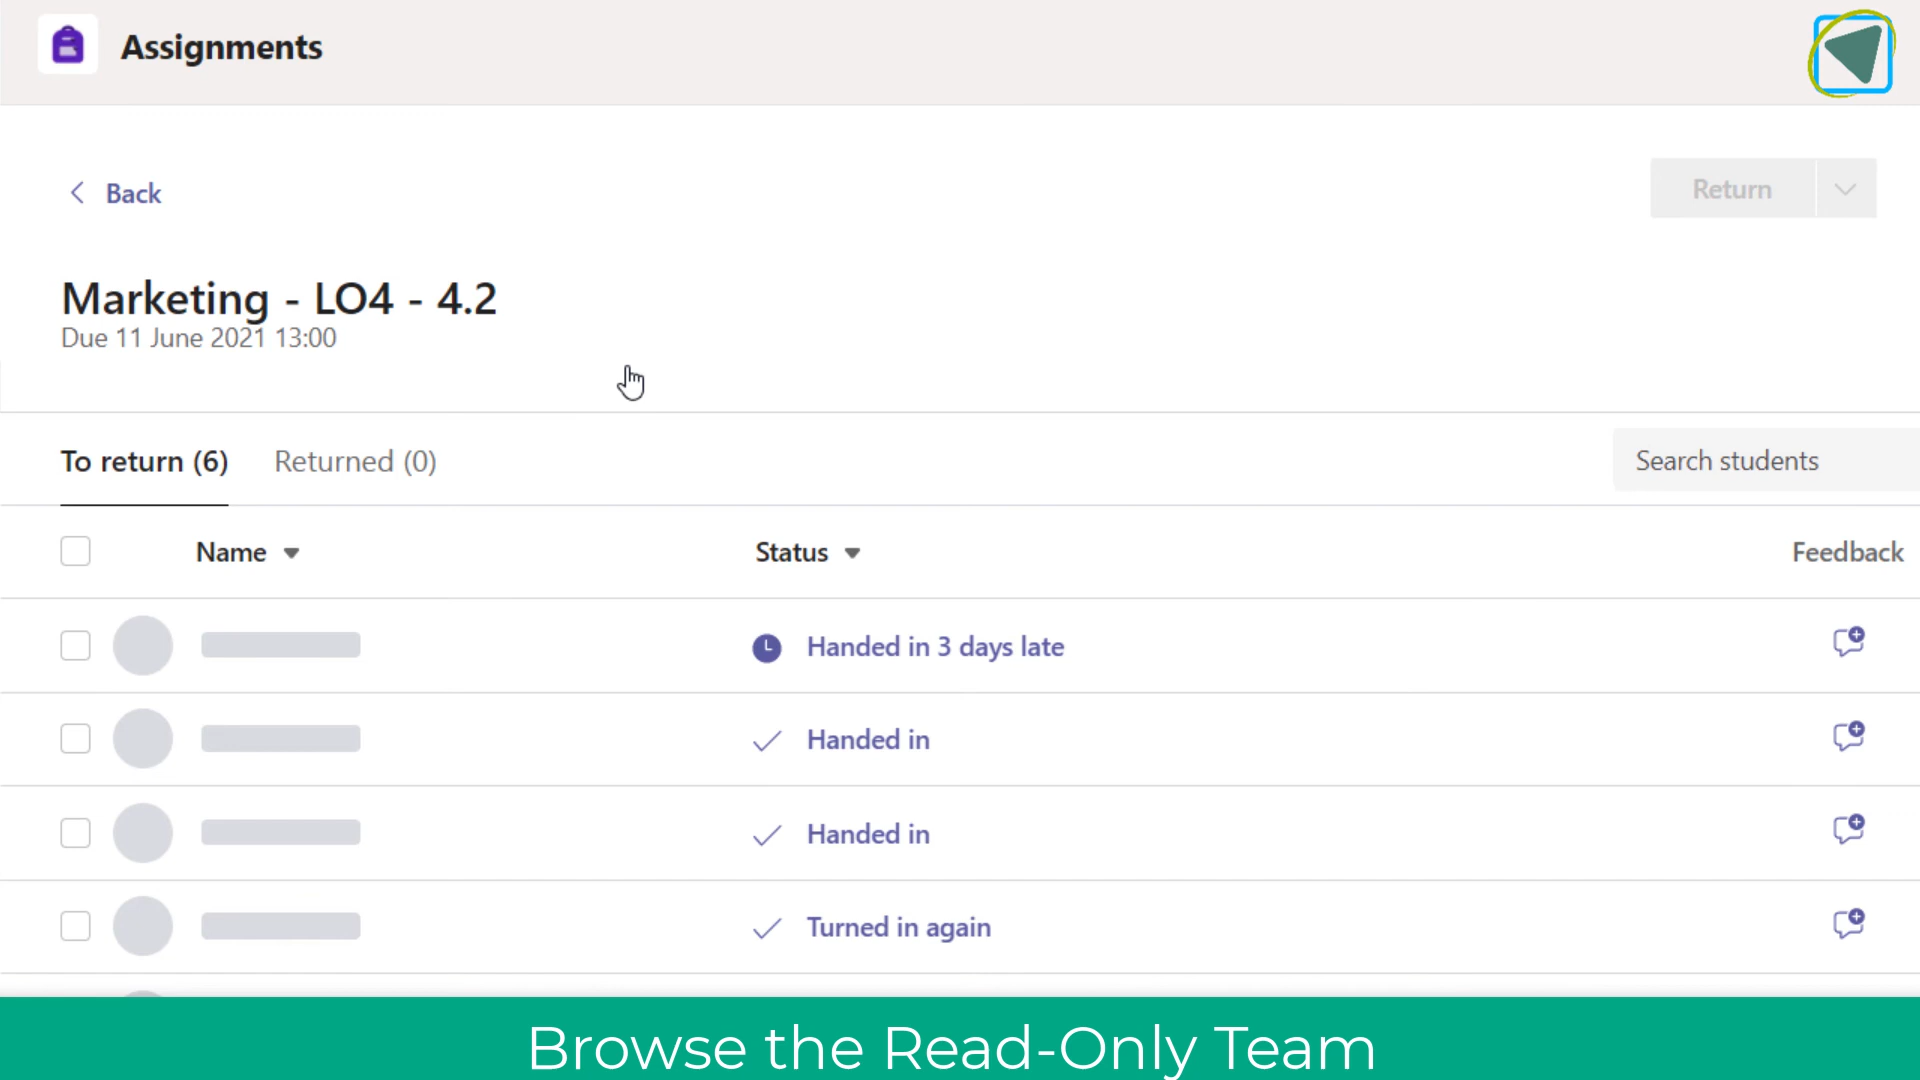 Assignments
Back
Return
Marketing - LO4 - 4.2
Due 11 June 2021 13:00
To return (6)
Returned (0)
Search students
Name
Status
Feedback
Handed in 3 days late
Handed in
Handed in
Turned in again
Browse the Read-Only Team